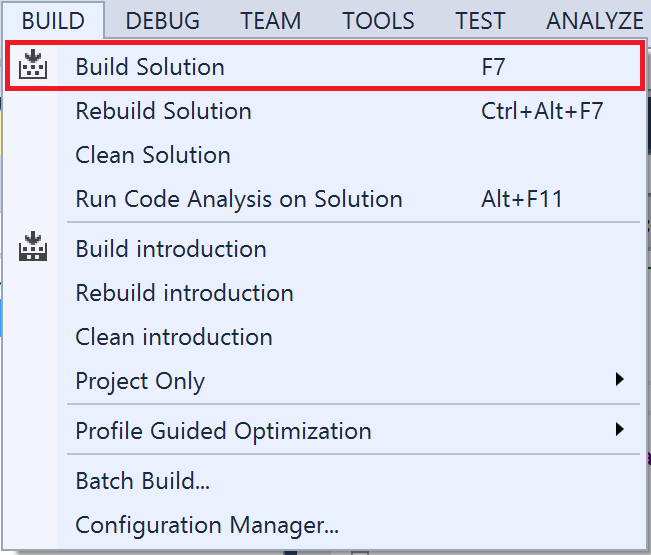 BUILD DEBUG TEAM TOOLS TEST ANALYZE
Build Solution F7
Rebuild Solution Ctrl+Alt+F7
Clean Solution
Run Code Analysis on Solution Alt+F11
Build introduction
Rebuild introduction
Clean introduction
Project Only
Profile Guided Optimization
Batch Build...
Configuration Manager...